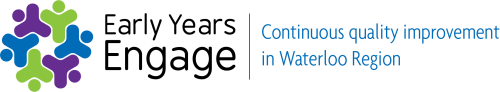 Early Years
Engage
Continuous quality improvement
in Waterloo Region